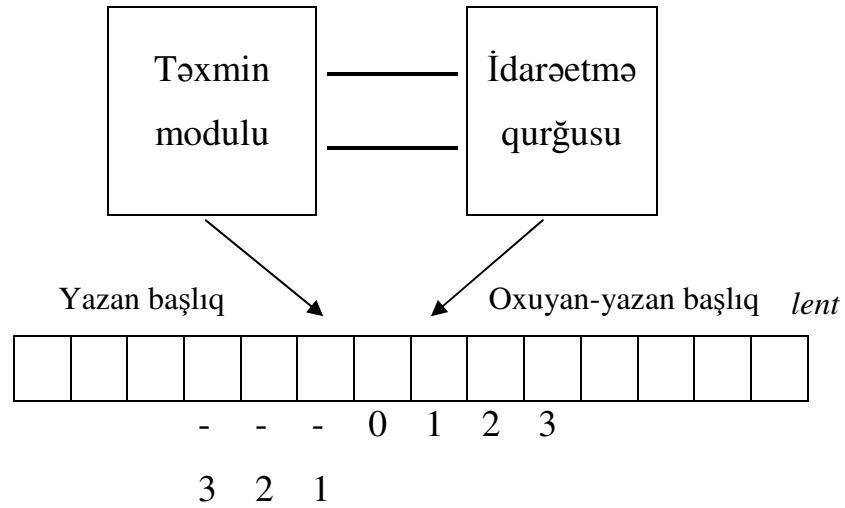 Təxmin
modulu
İdarəetmə
qurğusu
Yazan başlıq
Oxuyan-yazan başlıq
lent
- - - 0 1 2 3
3 2 1